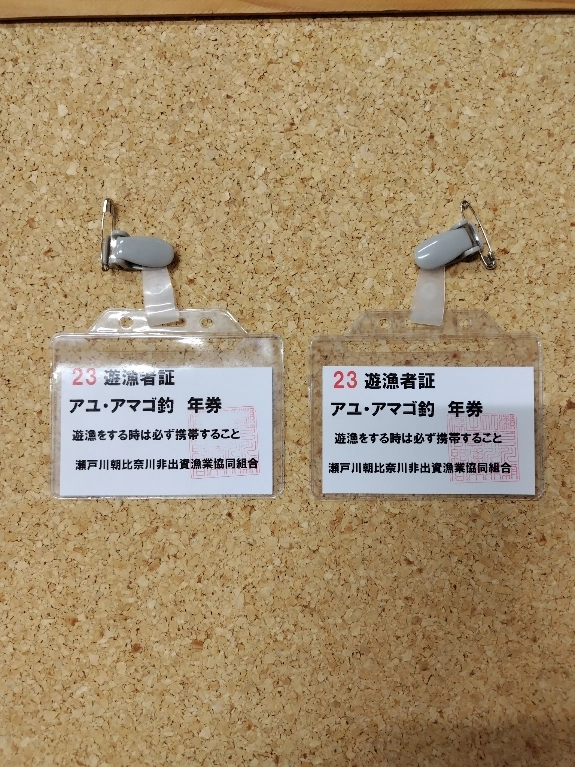 23 遊漁者証
アユ・アマゴ釣 年券
遊漁をする時は必ず携帯すること
瀬戸川朝比奈川非出資漁業協同組合
23 遊漁者証
アユ・アマゴ釣 年券
遊漁をする時は必ず携帯すること
瀬戸川朝比奈川非出資漁業協同組合